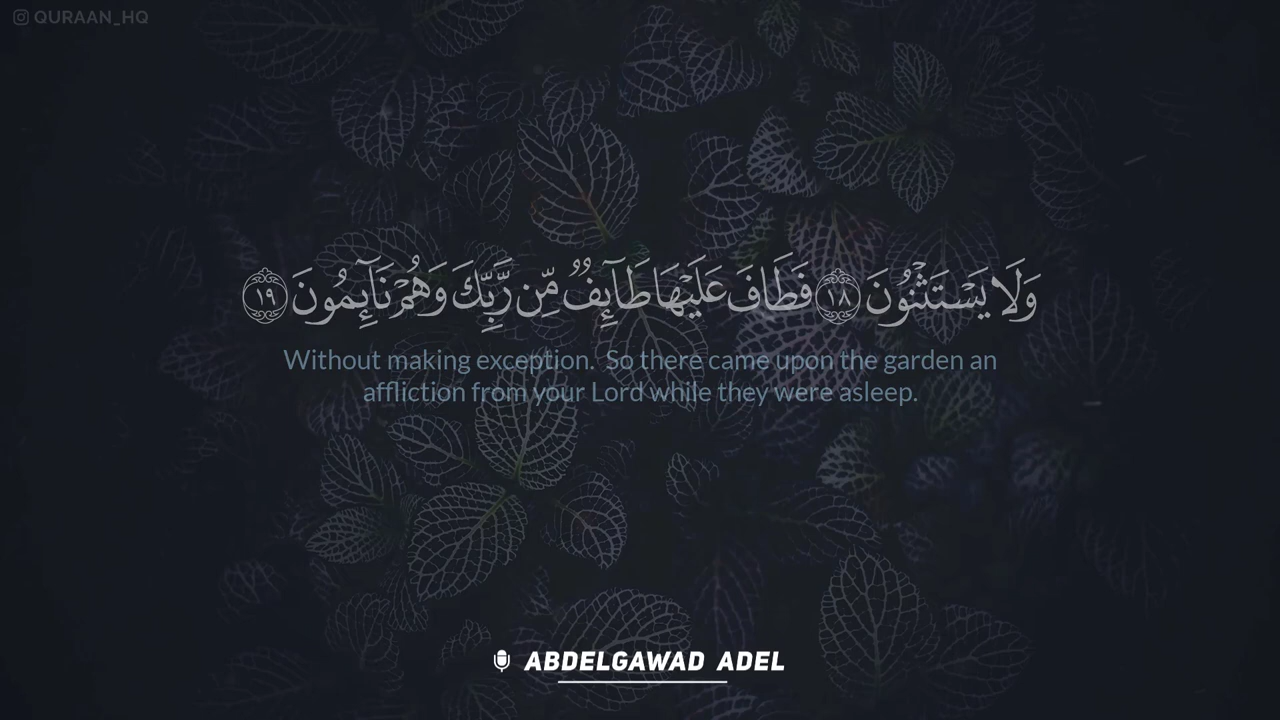 QURAAN_HQ
وَلَا يَسْتَثْنُونَ ١٨ فَطَافَ عَلَيْهَا طَآئِفٌ مِّن رَّبِّكَ وَهُمْ نَآئِمُونَ ١٩
Without making exception. So there came upon the garden an
affliction from your Lord while they were asleep.
ABDELGAWAD ADEL